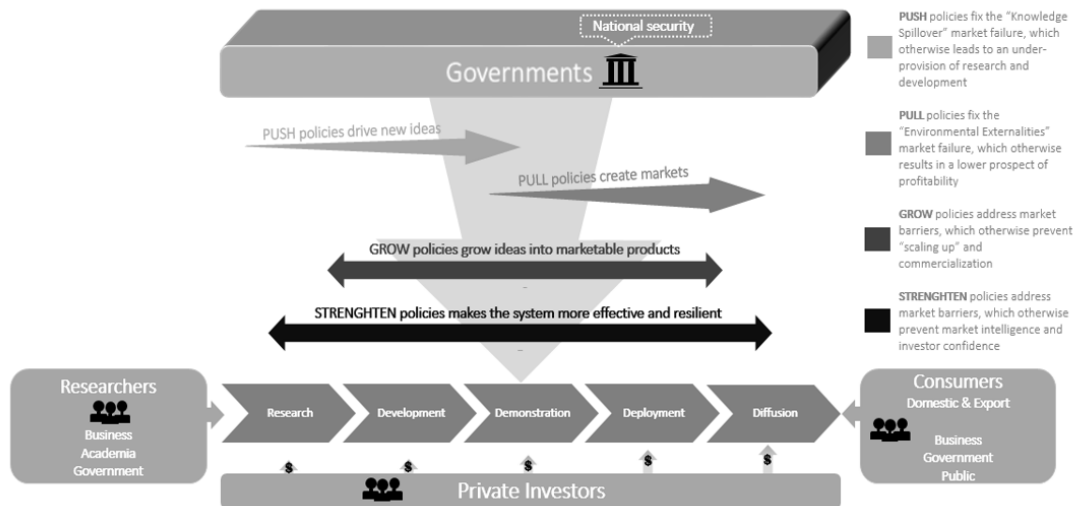 National security
Governments
PUSH policies drive new ideas
PULL policies create markets
GROW policies grow ideas into marketable products
STRENGHTEN policies makes the system more effective and resilient
PUSH policies fix the “Knowledge
Spillover” market failure, which
otherwise leads to an under-
provision of research and
development
PULL policies fix the
“Environmental Externalities”
market failure, which otherwise
results in a lower prospect of
profitability
GROW policies address market
barriers, which otherwise prevent
“scaling up” and
commercialization
STRENGHTEN policies address
market barriers, which otherwise
prevent market intelligence and
investor confidence
Researchers
Business
Academia
Government
Research
Development
Demonstration
Deployment
Diffusion
Consumers
Domestic & Export
Business
Government
Public
$ $ $ $ $
Private Investors